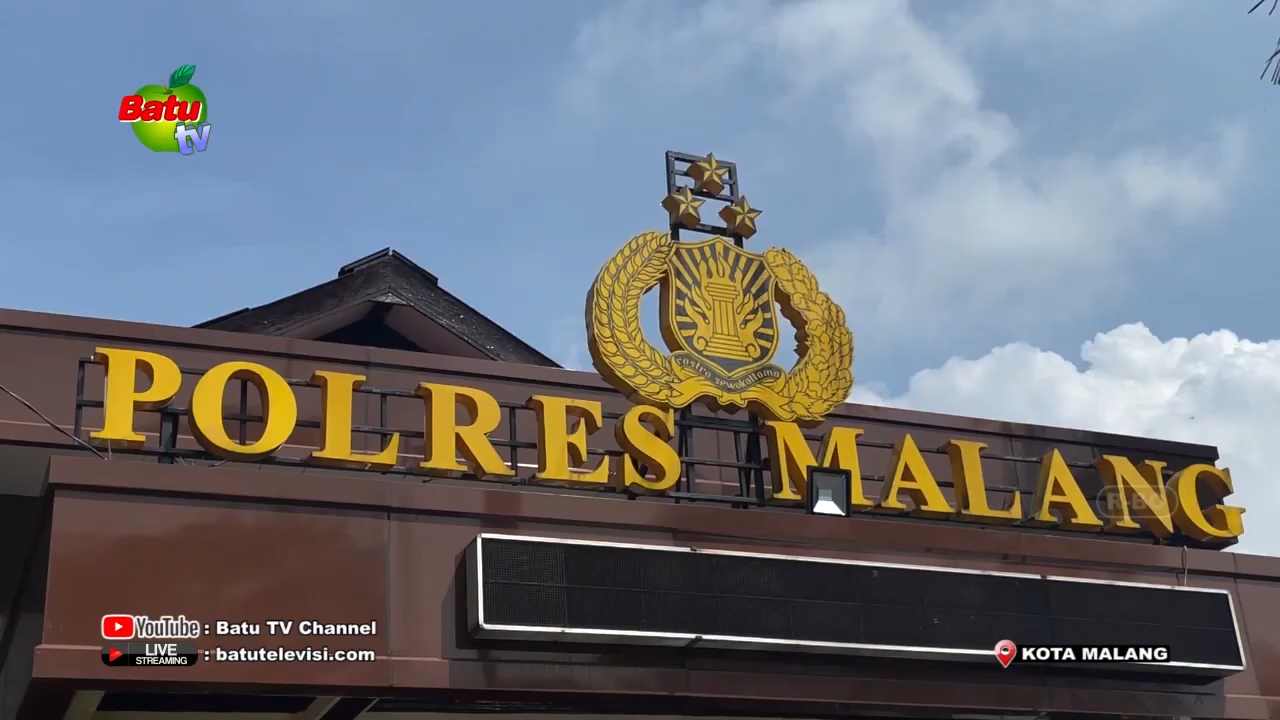 Batu
tv
rastra sewakottama
POLRES MALANG
YouTube : Batu TV Channel
LIVE
STREAMING : batutelevisi.com
KOTA MALANG